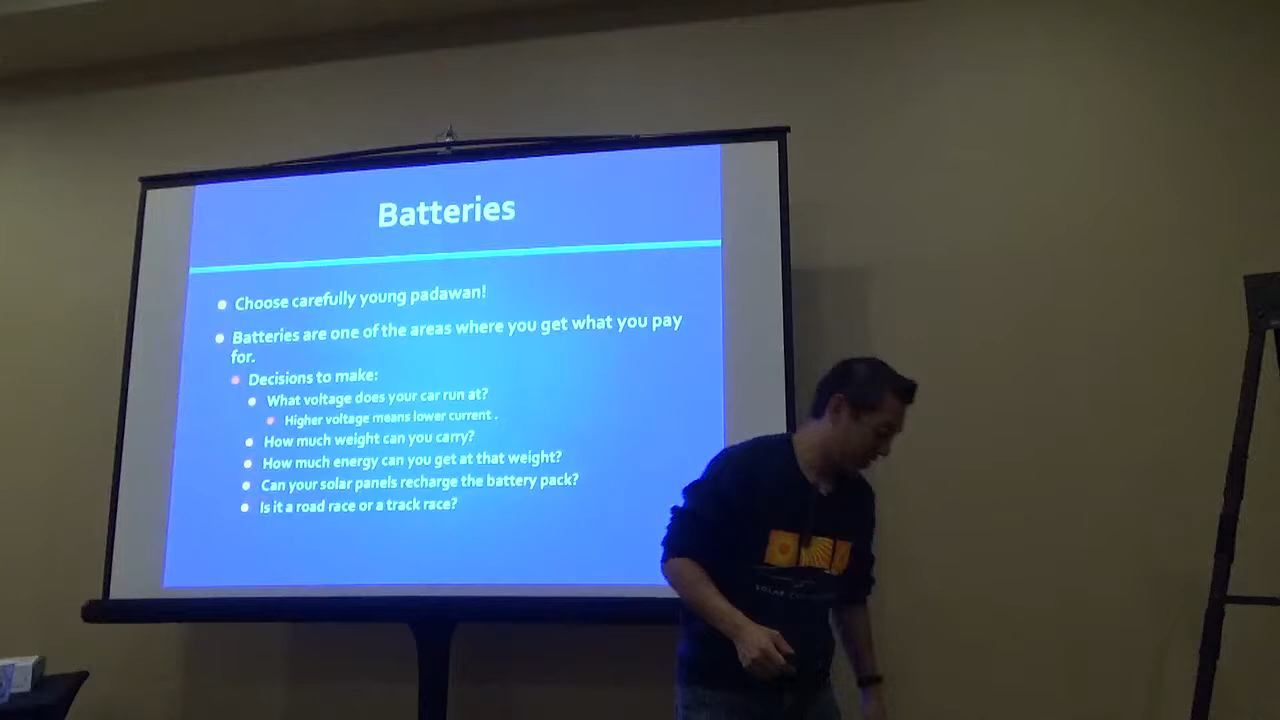 Batteries
Choose carefully young padawan!
Batteries are one of the areas where you get what you pay
for.
Decisions to make:
What voltage does your car run at?
Higher voltage means lower current .
How much weight can you carry?
How much energy can you get at that weight?
Can your solar panels recharge the battery pack?
Is it a road race or a track race?
SOLAR